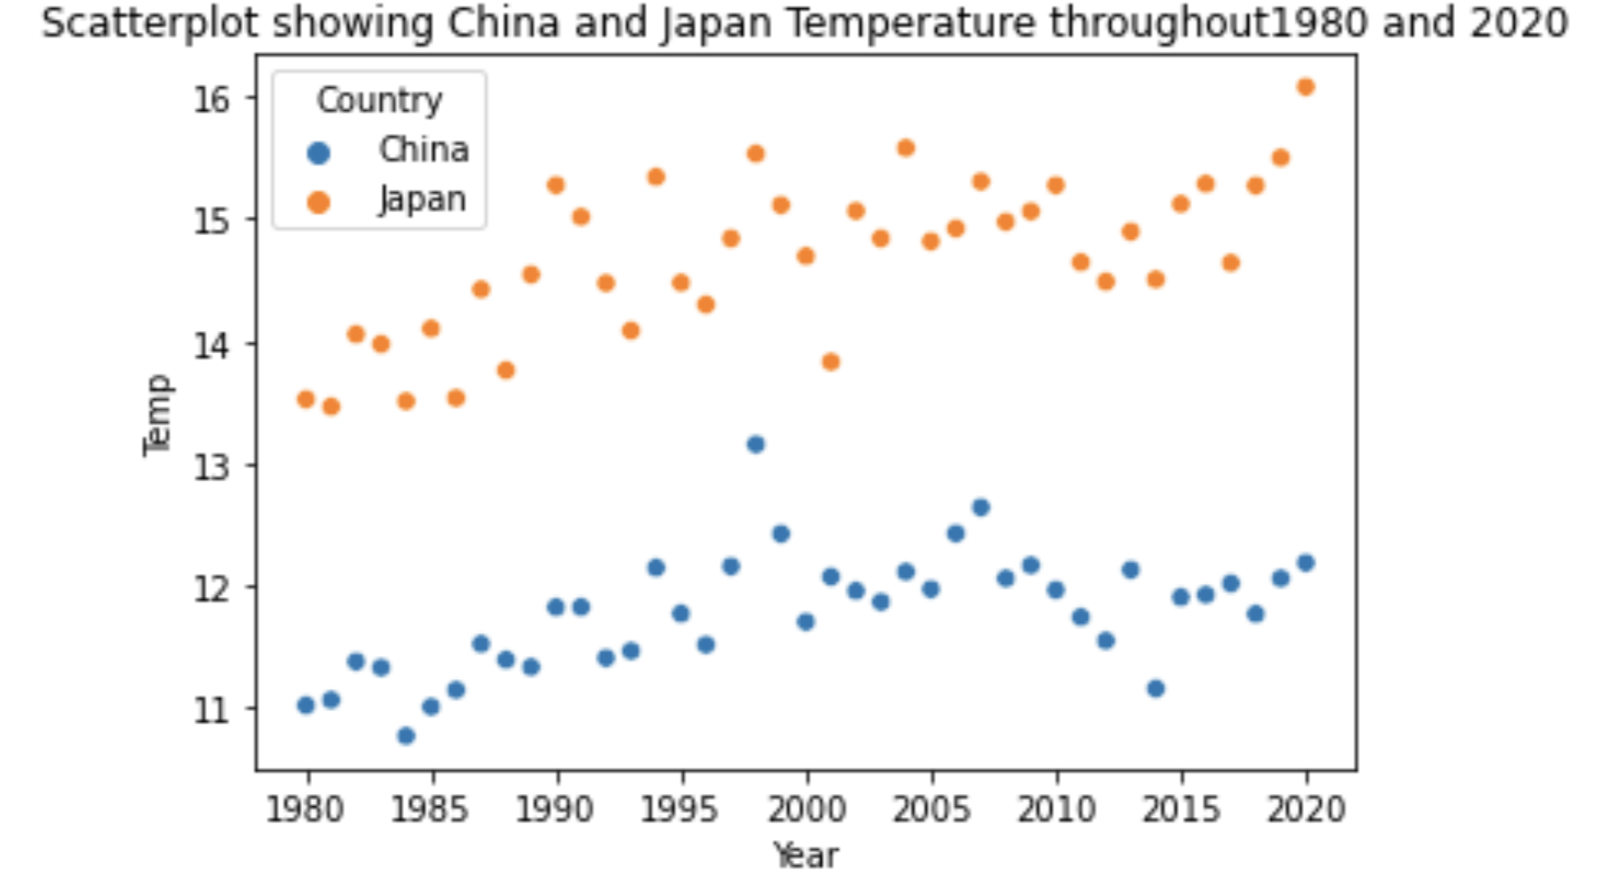 Scatterplot showing China and Japan Temperature throughout1980 and 2020
Country
China
Japan
16
15
14
13
12
11
Temp
1980 1985 1990 1995 2000 2005 2010 2015 2020
Year